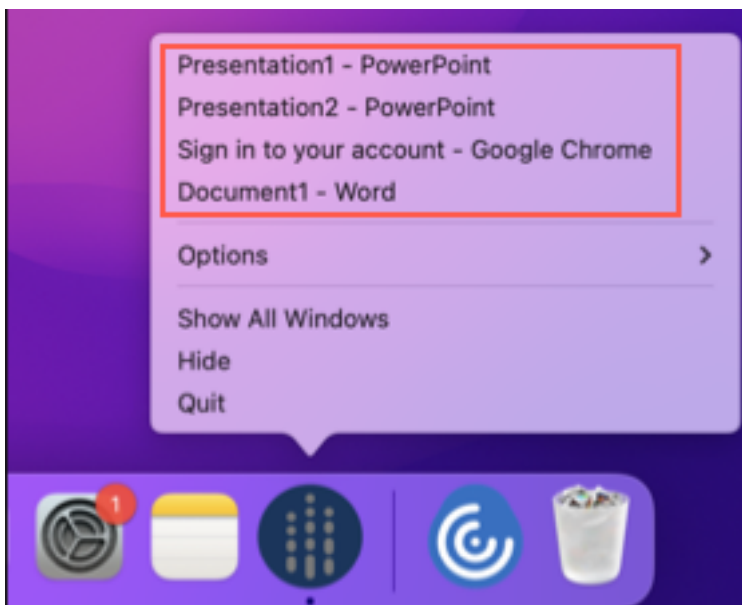 Presentation1 - PowerPoint
Presentation2 - PowerPoint
Sign in to your account - Google Chrome
Document1 - Word
Options
Show All Windows
Hide
Quit
1